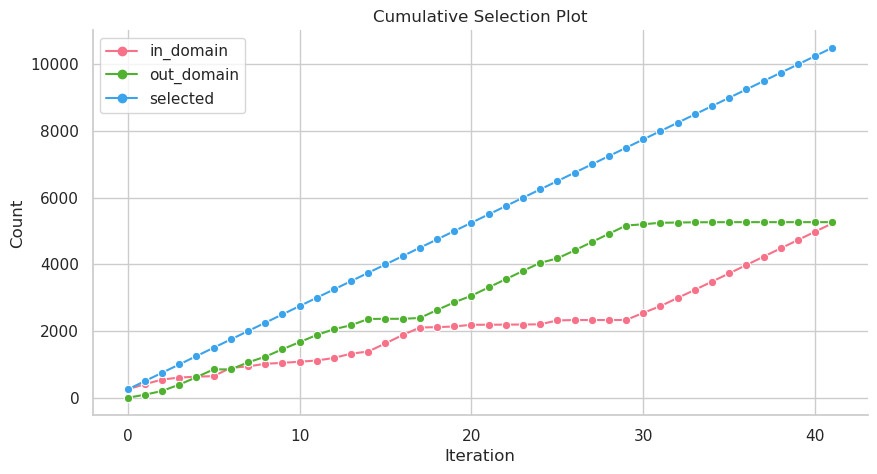 Cumulative Selection Plot
in_domain
out_domain
selected
Count
10000
8000
6000
4000
2000
0
0 10 20 30 40
Iteration